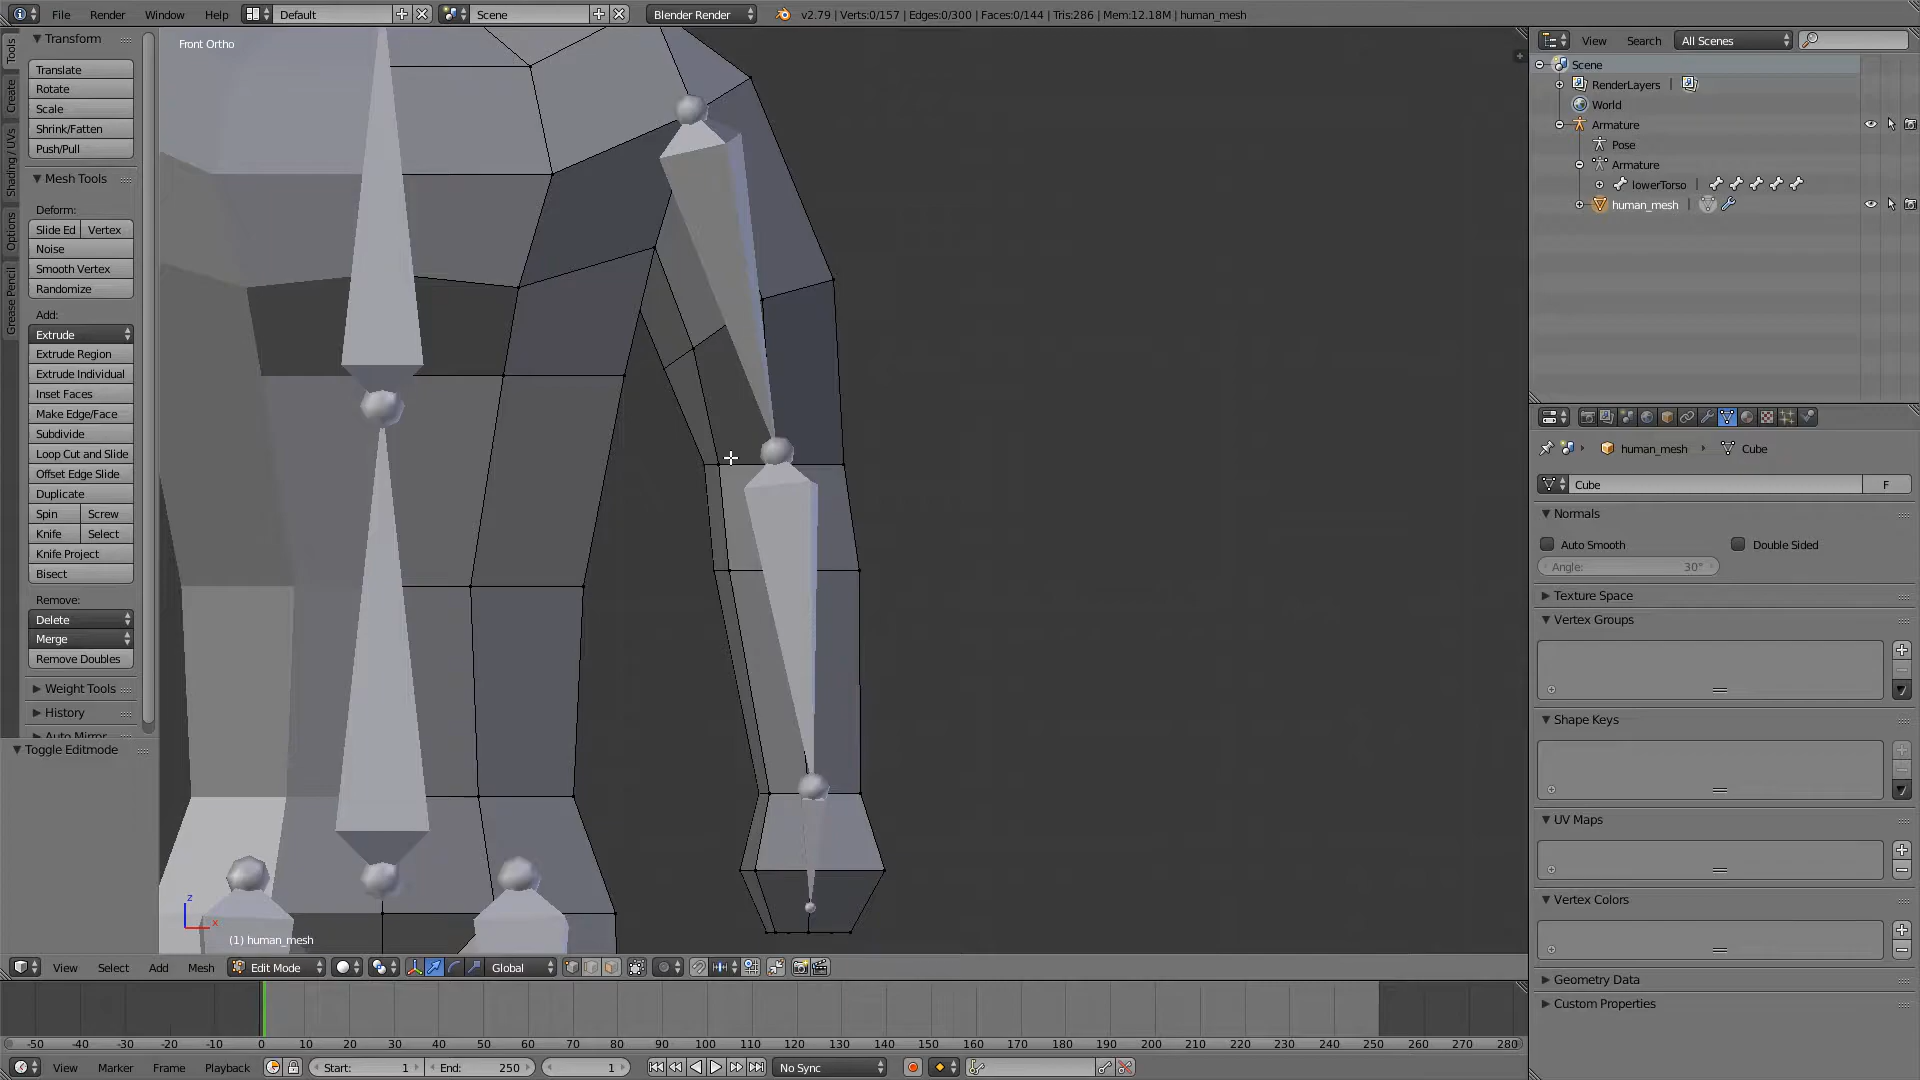 File Render Window Help Default Scene Blender Render v2.79 | Verts:0/157 | Edges:0/300 | Faces:0/144 | Tris:286 | Mem:12.18M | human_mesh
Tools
Create
Shading / UVs
Options
Grease Pencil
Transform
Translate
Rotate
Scale
Shrink/Fatten
Push/Pull
Mesh Tools
Deform:
Slide Ed Vertex
Noise
Smooth Vertex
Randomize
Add:
Extrude
Extrude Region
Extrude Individual
Inset Faces
Make Edge/Face
Subdivide
Loop Cut and Slide
Offset Edge Slide
Duplicate
Spin Screw
Knife Select
Knife Project
Bisect
Remove:
Delete
Merge
Remove Doubles
Weight Tools
History
Toggle Editmode
Front Ortho
z
x
(1) human_mesh
View Select Add Mesh Edit Mode Global
-50 -40 -30 -20 -10 0 10 20 30 40 50 60 70 80 90 100 110 120 130 140 150 160 170 180 190 200 210 220 230 240 250 260 270 280
View Marker Frame Playback Start: 1 End: 250 1 No Sync
View Search All Scenes
Scene
RenderLayers |
World
Armature
Pose
Armature
lowerTorso |
human_mesh |
human_mesh Cube
Cube F
Normals
Auto Smooth Double Sided
Angle: 30°
Texture Space
Vertex Groups
Shape Keys
UV Maps
Vertex Colors
Geometry Data
Custom Properties